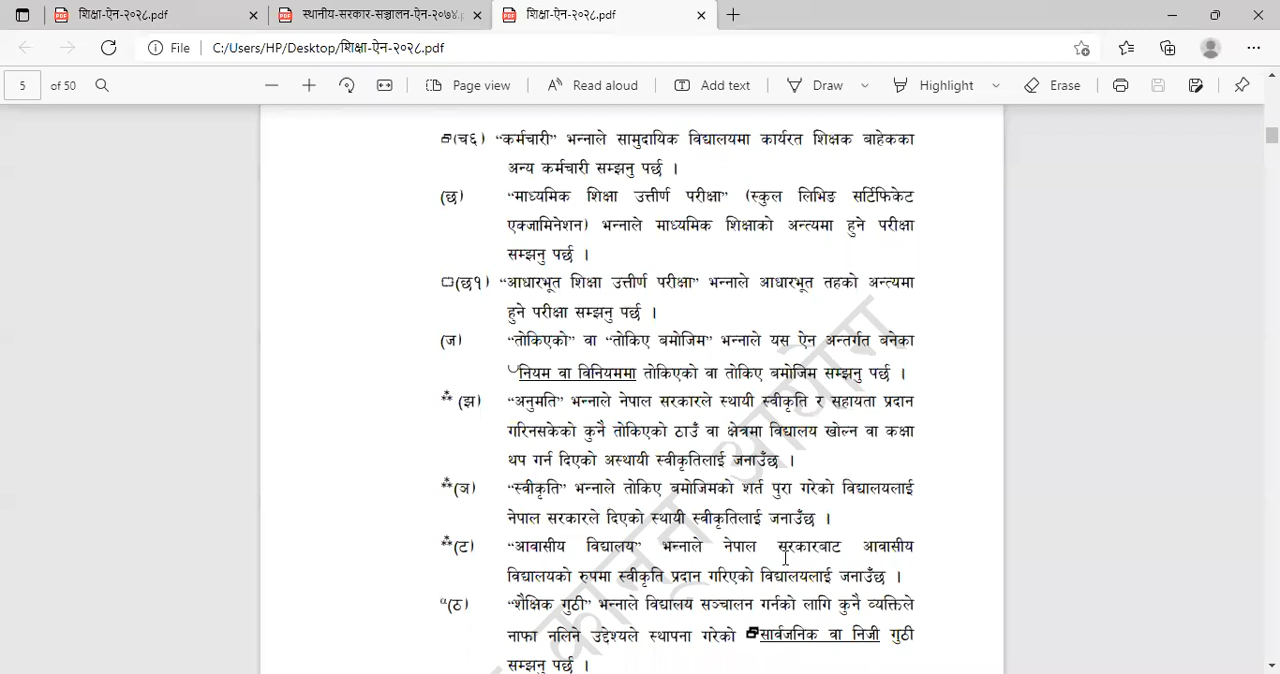 शिक्षा-ऐन-२०२८.pdf
स्थानीय-सरकार-सञ्चालन-ऐन-२०७४.p
शिक्षा-ऐन-२०२८.pdf
File C:/Users/HP/Desktop/शिक्षा-ऐन-२०२८.pdf
5 of 50 Page view Read aloud Add text Draw Highlight Erase
(च६) “कर्मचारी” भन्नाले सामुदायिक विद्यालयमा कार्यरत शिक्षक बाहेकका
अन्य कर्मचारी सम्झनु पर्छ ।
(छ) “माध्यमिक शिक्षा उत्तीर्ण परीक्षा” (स्कुल लिभिङ सर्टिफिकेट
एक्जामिनेशन) भन्नाले माध्यमिक शिक्षाको अन्त्यमा हुने परीक्षा
सम्झनु पर्छ ।
(छ१) “आधारभूत शिक्षा उत्तीर्ण परीक्षा” भन्नाले आधारभूत तहको अन्त्यमा
हुने परीक्षा सम्झनु पर्छ ।
(ज) “तोकिएको” वा “तोकिए बमोजिम” भन्नाले यस ऐन अन्तर्गत बनेका
नियम वा विनियममा तोकिएको वा तोकिए बमोजिम सम्झनु पर्छ ।
(झ) “अनुमति” भन्नाले नेपाल सरकारले स्थायी स्वीकृति र सहायता प्रदान
गरिनसकेको कुनै तोकिएको ठाउँ वा क्षेत्रमा विद्यालय खोल्न वा कक्षा
थप गर्न दिएको अस्थायी स्वीकृतिलाई जनाउँछ ।
(ञ) “स्वीकृति” भन्नाले तोकिए बमोजिमको शर्त पुरा गरेको विद्यालयलाई
नेपाल सरकारले दिएको स्थायी स्वीकृतिलाई जनाउँछ ।
(ट) “आवासीय विद्यालय” भन्नाले नेपाल सरकारबाट आवासीय
विद्यालयको रुपमा स्वीकृति प्रदान गरिएको विद्यालयलाई जनाउँछ ।
α(ठ) “शैक्षिक गुठी” भन्नाले विद्यालय सञ्चालन गर्नको लागि कुनै व्यक्तिले
नाफा नलिने उद्देश्यले स्थापना गरेको सार्वजनिक वा निजी गुठी
सम्झनु पर्छ ।
कानून आयोग